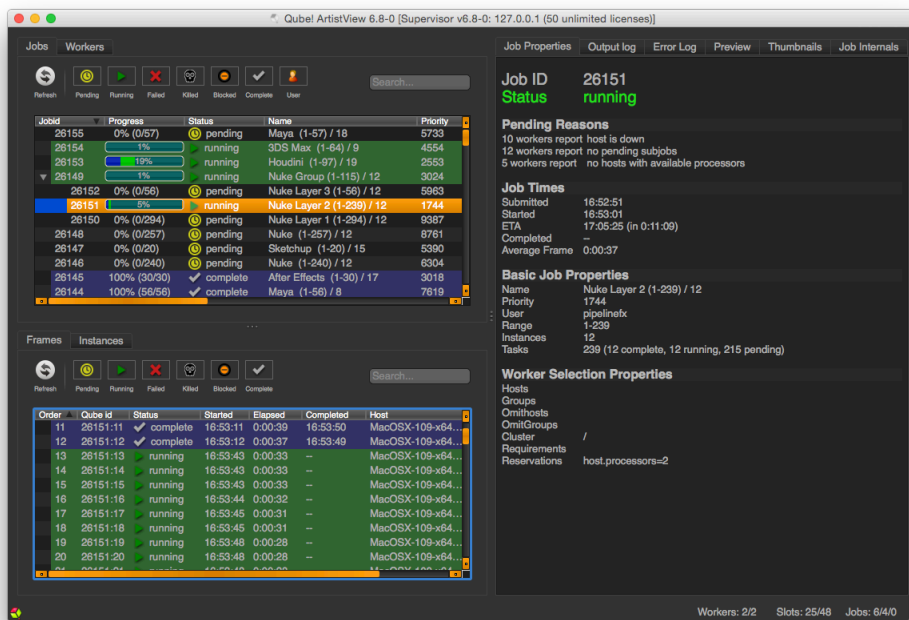 Qube! ArtistView 6.8-0 [Supervisor v6.8-0: 127.0.0.1 (50 unlimited licenses)]
Jobs Workers
Refresh Pending Running Failed Killed Blocked Complete User
Search...
Jobid Progress Status Name Priority
26155 0% (0/57) pending Maya (1-57) / 18 5733
26154 1% running 3DS Max (1-64) / 9 4554
26153 19% running Houdini (1-97) / 19 2553
26149 1% running Nuke Group (1-115) / 12 3024
26152 0% (0/56) pending Nuke Layer 3 (1-56) / 12 5963
26151 5% running Nuke Layer 2 (1-239) / 12 1744
26150 0% (0/294) pending Nuke Layer 1 (1-294) / 12 9387
26148 0% (0/257) pending Nuke (1-257) / 12 8761
26147 0% (0/20) pending Sketchup (1-20) / 15 5390
26146 0% (0/240) pending Nuke (1-240) / 12 6304
26145 100% (30/30) complete After Effects (1-30) / 17 3018
26144 100% (56/56) complete Maya (1-56) / 8 7619
Frames Instances
Refresh Pending Running Failed Killed Blocked Complete
Search...
Order Qube id Status Started Elapsed Completed Host
11 26151:11 complete 16:53:11 0:00:39 16:53:50 MacOSX-109-x64...
12 26151:12 complete 16:53:12 0:00:37 16:53:49 MacOSX-109-x64...
13 26151:13 running 16:53:43 0:00:33 -- MacOSX-109-x64...
14 26151:14 running 16:53:43 0:00:33 -- MacOSX-109-x64...
15 26151:15 running 16:53:43 0:00:33 -- MacOSX-109-x64...
16 26151:16 running 16:53:44 0:00:32 -- MacOSX-109-x64...
17 26151:17 running 16:53:45 0:00:31 -- MacOSX-109-x64...
18 26151:18 running 16:53:45 0:00:31 -- MacOSX-109-x64...
19 26151:19 running 16:53:48 0:00:28 -- MacOSX-109-x64...
20 26151:20 running 16:53:48 0:00:28 -- MacOSX-109-x64...
Job Properties Output log Error Log Preview Thumbnails Job Internals
Job ID 26151
Status running
Pending Reasons
10 workers report host is down
12 workers report no pending subjobs
5 workers report no hosts with available processors
Job Times
Submitted 16:52:51
Started 16:53:01
ETA 17:05:25 (in 0:11:09)
Completed --
Average Frame 0:00:37
Basic Job Properties
Name Nuke Layer 2 (1-239) / 12
Priority 1744
User pipelinefx
Range 1-239
Instances 12
Tasks 239 (12 complete, 12 running, 215 pending)
Worker Selection Properties
Hosts
Groups
Omithosts
OmitGroups
Cluster /
Requirements
Reservations host.processors=2
Workers: 2/2 Slots: 25/48 Jobs: 6/4/0